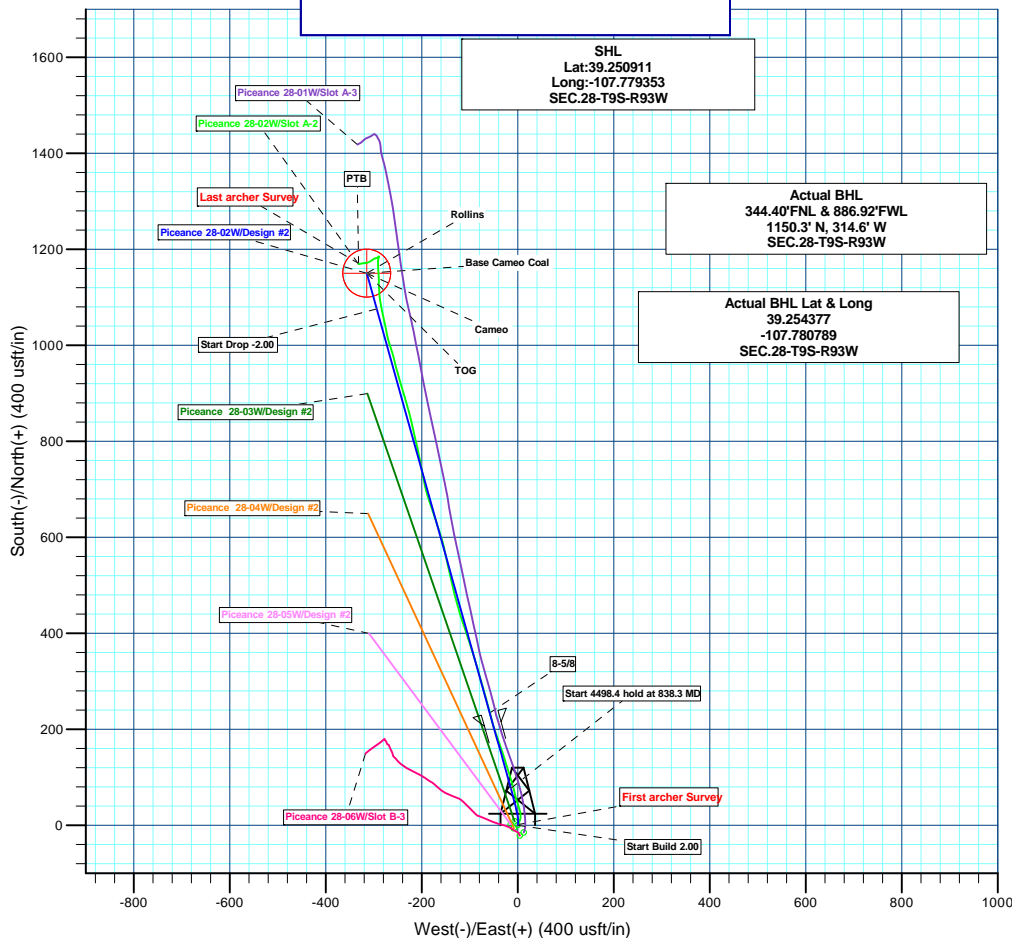 SHL
Lat:39.250911
Long:-107.779353
SEC.28-T9S-R93W
Piceance 28-01W/Slot A-3
Piceance 28-02W/Slot A-2
PTB
Last archer Survey
Piceance 28-02W/Design #2
Rollins
Base Cameo Coal
Actual BHL
344.40'FNL & 886.92'FWL
1150.3' N, 314.6' W
SEC.28-T9S-R93W
Actual BHL Lat & Long
39.254377
-107.780789
SEC.28-T9S-R93W
Cameo
Start Drop -2.00
TOG
Piceance 28-03W/Design #2
Piceance 28-04W/Design #2
Piceance 28-05W/Design #2
8-5/8
Start 4498.4 hold at 838.3 MD
First archer Survey
Piceance 28-06W/Slot B-3
Start Build 2.00
South(-)/North(+) (400 usft/in)
1600
1400
1200
1000
800
600
400
200
0
-800
-600
-400
-200
0
200
400
600
800
1000
West(-)/East(+) (400 usft/in)